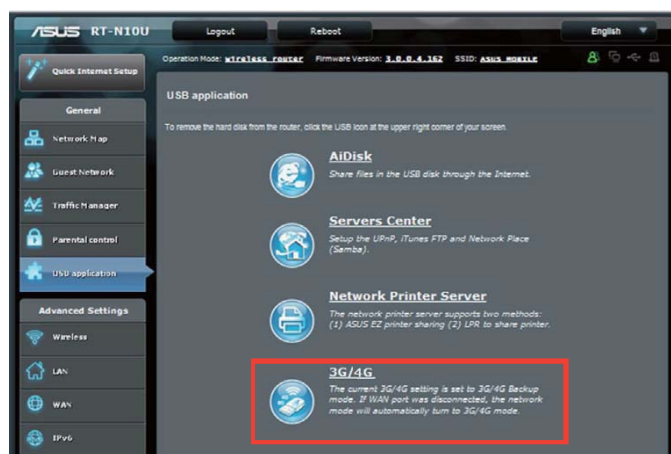 ASUS RT-N10U Logout Reboot English
Quick Internet Setup
Operation Mode: wireless router Firmware Version: 3.0.0.4.162 SSID: ASUS MOBILE
General
Network Map
Guest Network
Traffic Manager
Parental control
USB application
Advanced Settings
Wireless
LAN
WAN
IPv6
USB application
To remove the hard disk from the router, click the USB icon at the upper right corner of your screen.
AiDisk
Share files in the USB disk through the Internet.
Servers Center
Setup the UPnP, iTunes FTP and Network Place
(Samba).
Network Printer Server
The network printer server supports two methods:
(1) ASUS EZ printer sharing (2) LPR to share printer.
3G/4G
The current 3G/4G setting is set to 3G/4G Backup
mode. If WAN port was disconnected, the network
mode will automatically turn to 3G/4G mode.